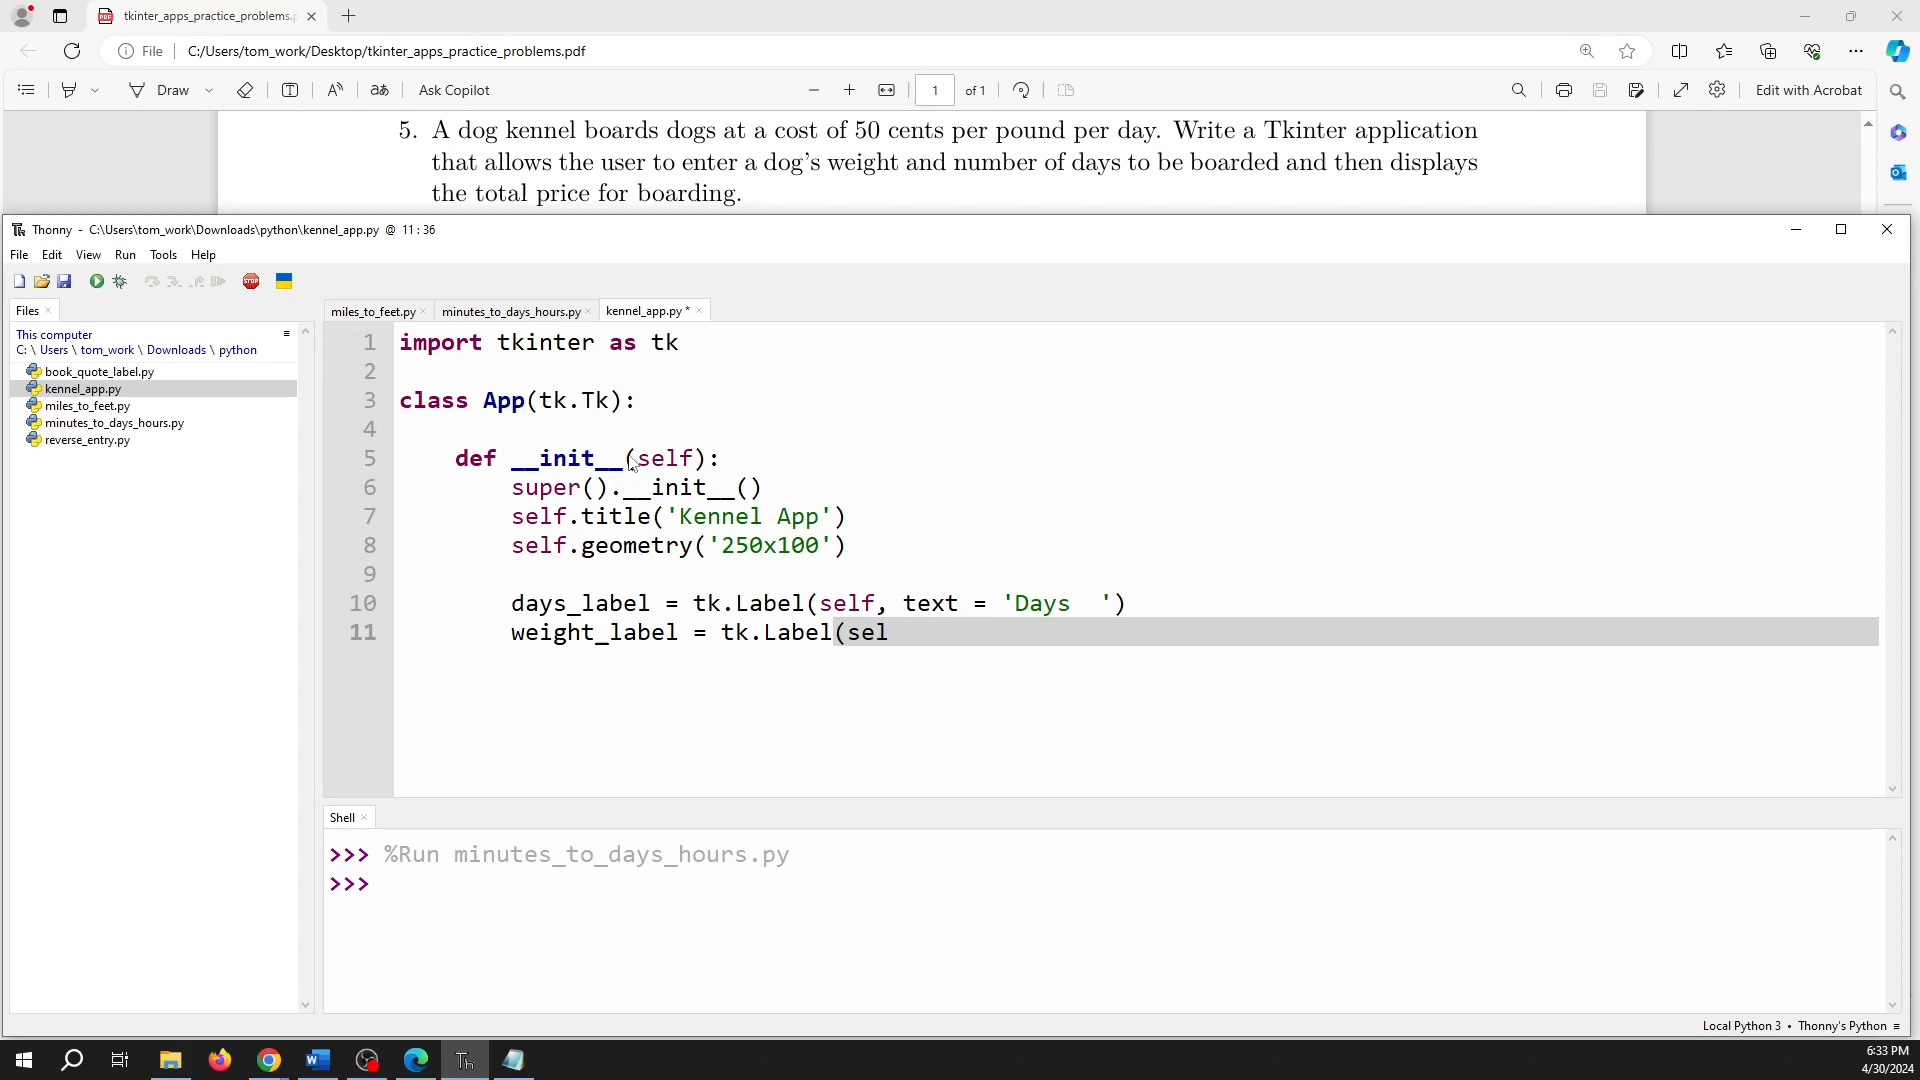 tkinter_apps_practice_problems.p
File
C:/Users/tom_work/Desktop/tkinter_apps_practice_problems.pdf
Draw
Ask Copilot
1 of 1
Edit with Acrobat
5. A dog kennel boards dogs at a cost of 50 cents per pound per day. Write a Tkinter application
that allows the user to enter a dog's weight and number of days to be boarded and then displays
the total price for boarding.
Thonny - C:\Users\tom_work\Downloads\python\kennel_app.py @ 11:36
File Edit View Run Tools Help
STOP
Files
miles_to_feet.py
minutes_to_days_hours.py
kennel_app.py *
This computer
C: \ Users \ tom_work \ Downloads \ python
book_quote_label.py
kennel_app.py
miles_to_feet.py
minutes_to_days_hours.py
reverse_entry.py
1 import tkinter as tk
2
3 class App(tk.Tk):
4
5 def __init__(self):
6 super().__init__()
7 self.title('Kennel App')
8 self.geometry('250x100')
9
10 days_label = tk.Label(self, text = 'Days  ')
11 weight_label = tk.Label(sel
Shell
>>> %Run minutes_to_days_hours.py
>>>
Local Python 3 • Thonny's Python ≡
6:33 PM
4/30/2024